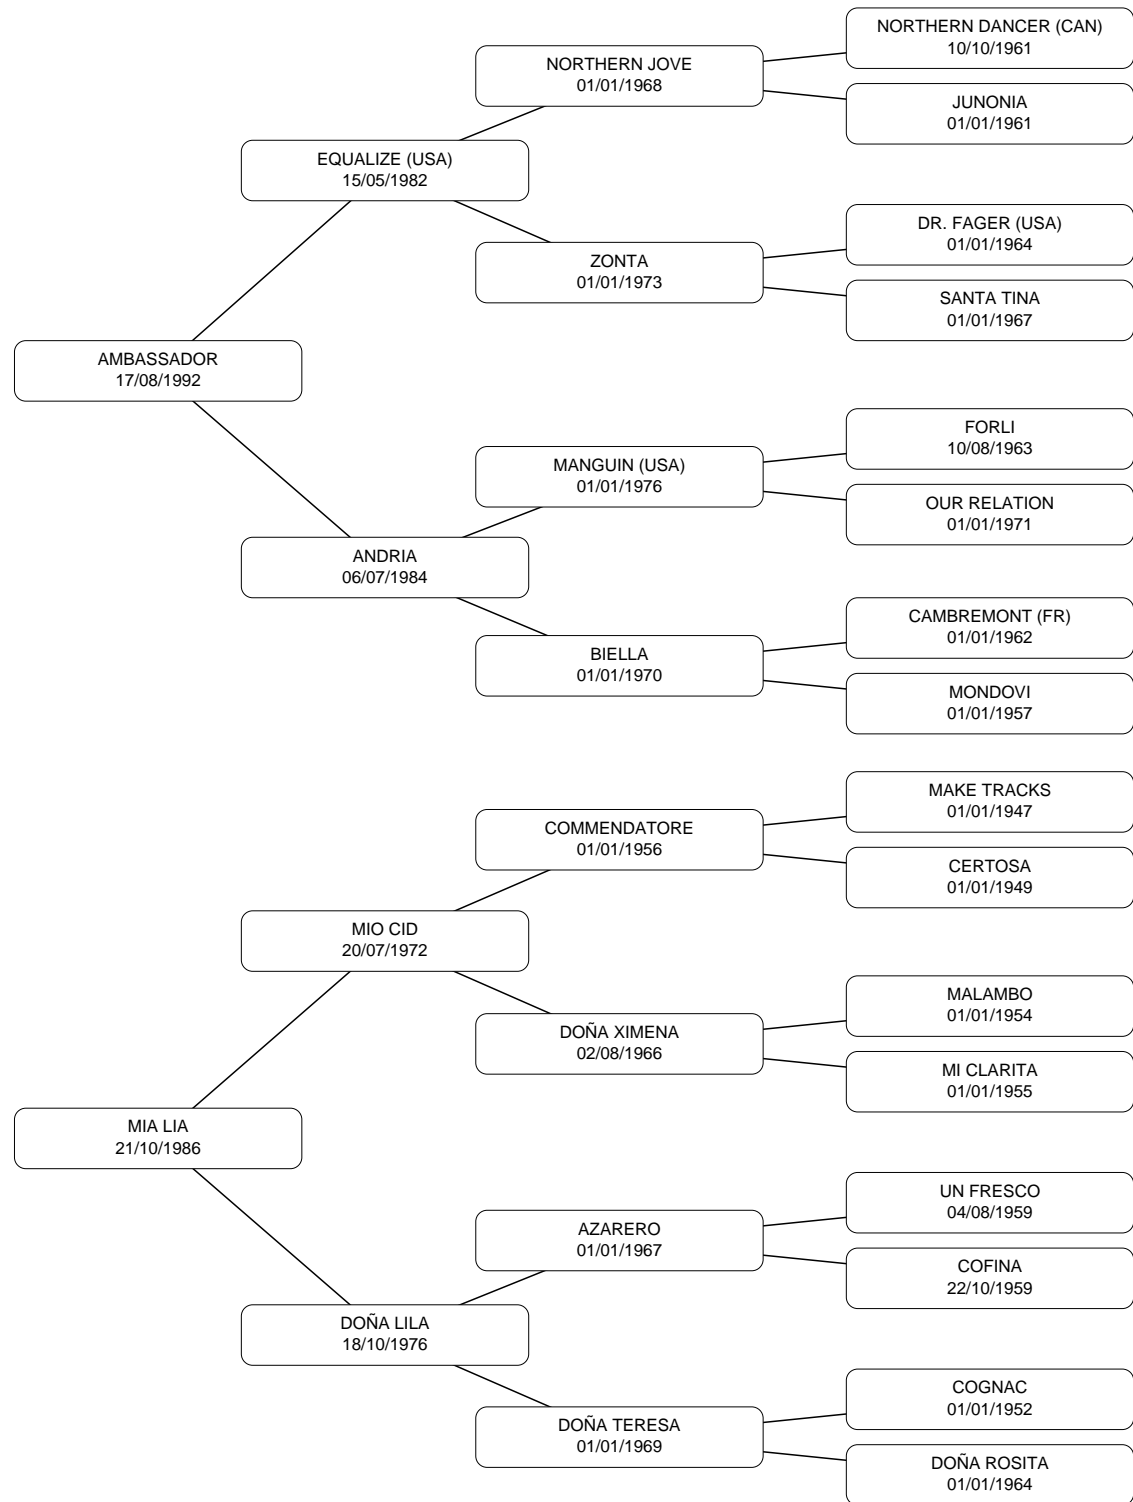 NORTHERN DANCER (CAN)
10/10/1961
NORTHERN JOVE
01/01/1968
JUNONIA
01/01/1961
EQUALIZE (USA)
15/05/1982
DR. FAGER (USA)
01/01/1964
ZONTA
01/01/1973
SANTA TINA
01/01/1967
AMBASSADOR
17/08/1992
FORLI
10/08/1963
MANGUIN (USA)
01/01/1976
OUR RELATION
01/01/1971
ANDRIA
06/07/1984
CAMBREMONT (FR)
01/01/1962
BIELLA
01/01/1970
MONDOVI
01/01/1957
MAKE TRACKS
01/01/1947
COMMENDATORE
01/01/1956
CERTOSA
01/01/1949
MIO CID
20/07/1972
MALAMBO
01/01/1954
DOÑA XIMENA
02/08/1966
MI CLARITA
01/01/1955
MIA LIA
21/10/1986
UN FRESCO
04/08/1959
AZARERO
01/01/1967
COFINA
22/10/1959
DOÑA LILA
18/10/1976
COGNAC
01/01/1952
DOÑA TERESA
01/01/1969
DOÑA ROSITA
01/01/1964